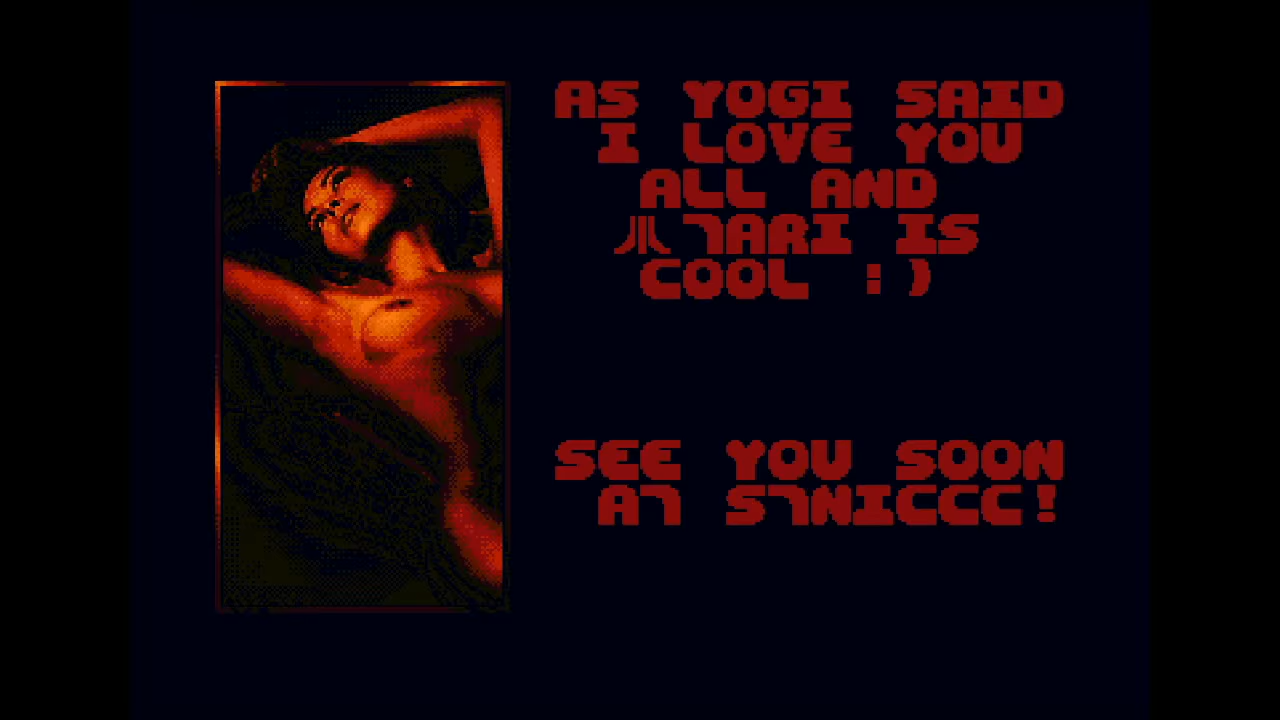 AS YOGI SAID
I LOVE YOU
ALL AND
ATARI IS
COOL :)
SEE YOU SOON
AT STNICCC!